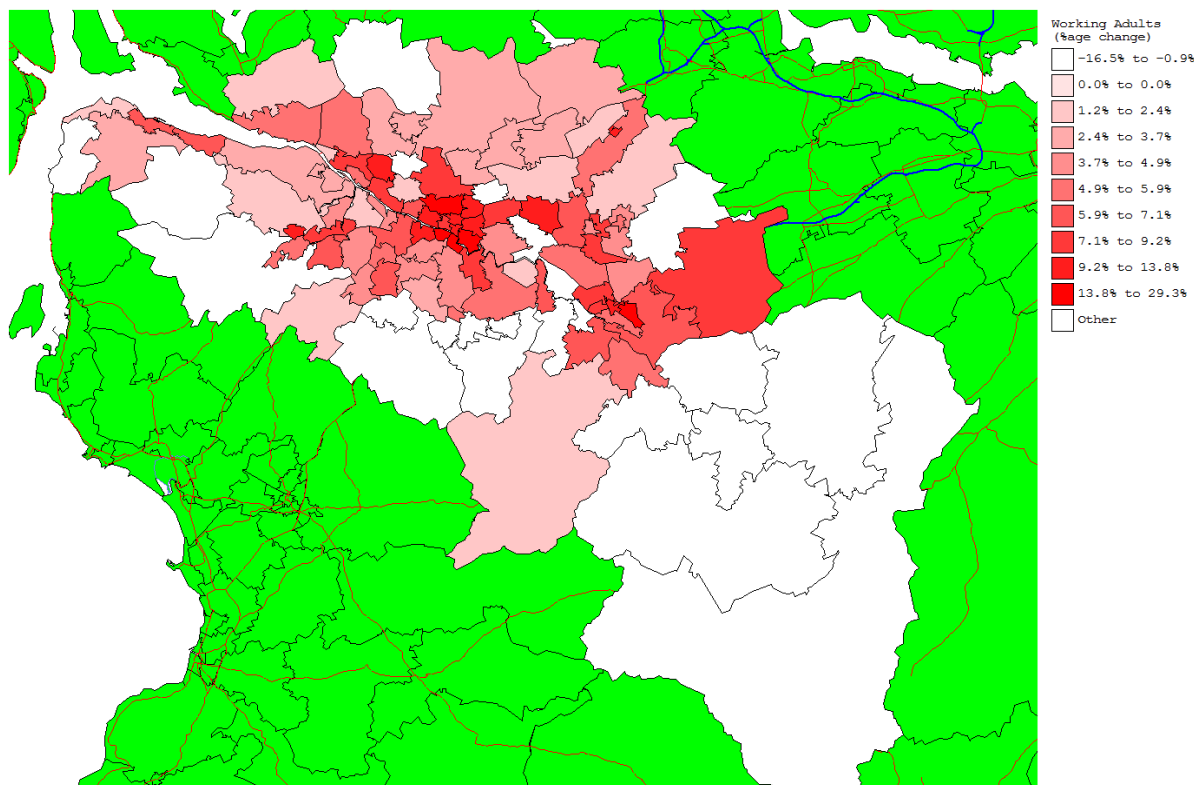 Working Adults
(%age change)
-16.5% to -0.9%
0.0% to 0.0%
1.2% to 2.4%
2.4% to 3.7%
3.7% to 4.9%
4.9% to 5.9%
5.9% to 7.1%
7.1% to 9.2%
9.2% to 13.8%
13.8% to 29.3%
Other